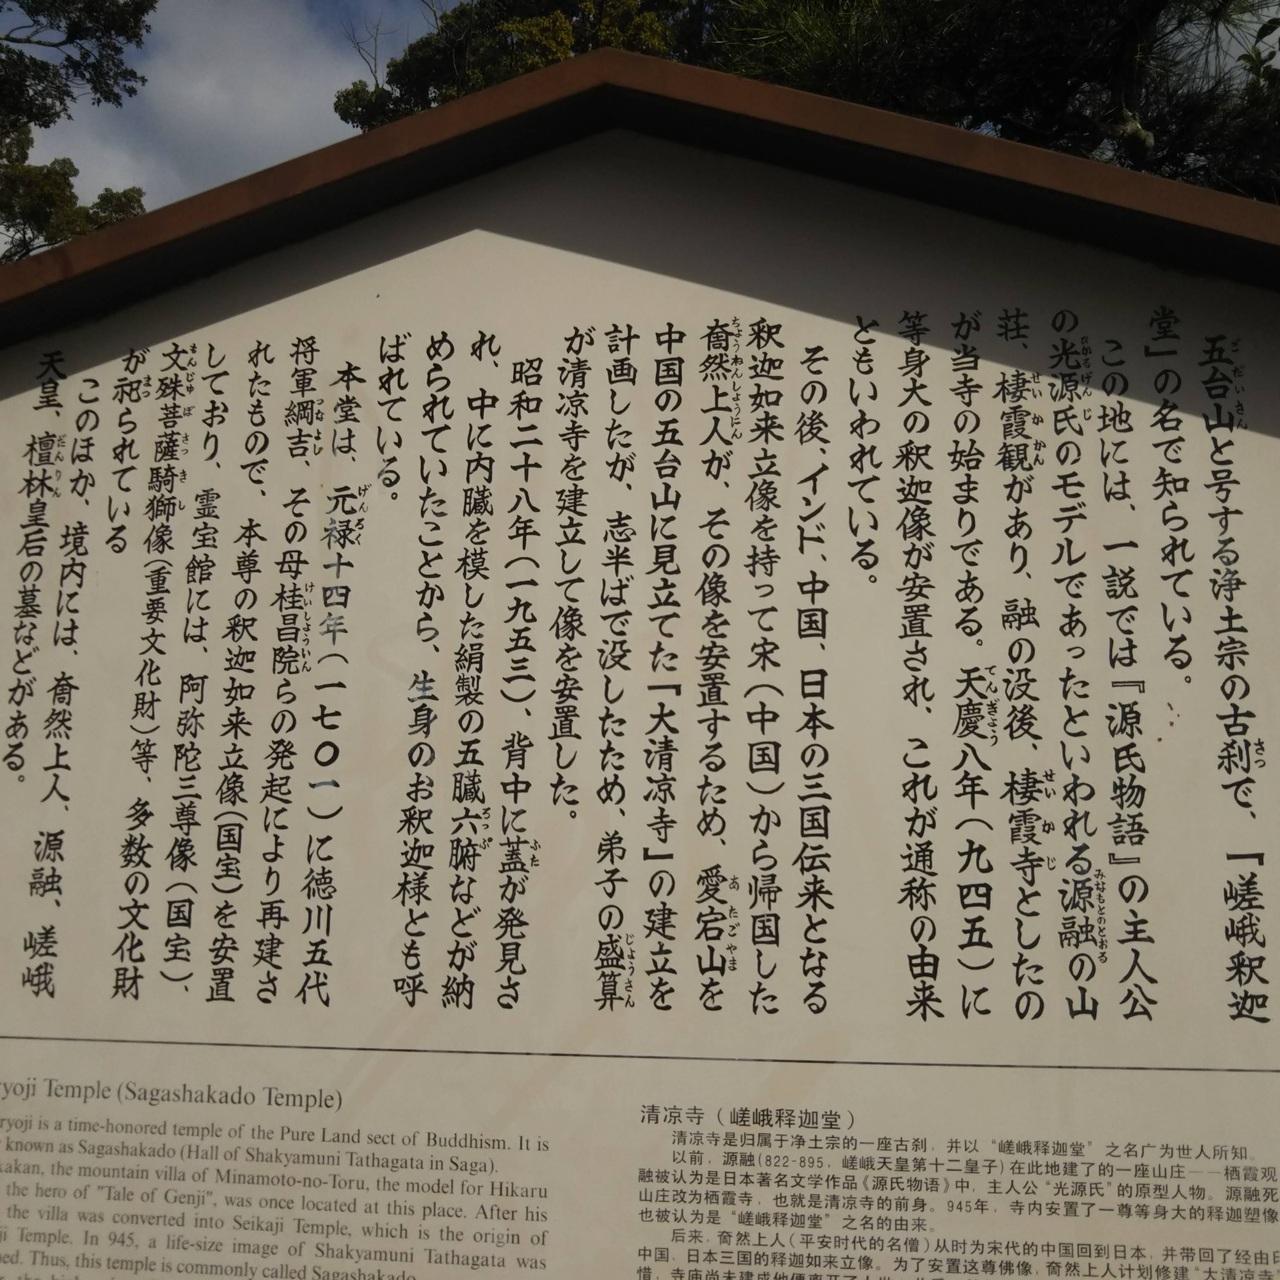 五台山と号する浄土宗の古刹で、「嵯峨釈迦
堂」の名で知られている。
この地には、一説では『源氏物語』の主人公
の光源氏のモデルであったといわれる源融の山
荘、棲霞観があり、融の没後、棲霞寺としたの
が当寺の始まりである。天慶八年(九四五)に
等身大の釈迦像が安置され、これが通称の由来
ともいわれている。
その後、インド、中国、日本の三国伝来となる
釈迦如来立像を持って宋(中国)から帰国した
奝然上人が、その像を安置するため、愛宕山を
中国の五台山に見立てた「大清凉寺」の建立を
計画したが、志半ばで没したため、弟子の盛算
が清凉寺を建立して像を安置した。
昭和二十八年(一九五三)、背中に蓋が発見さ
れ、中に内臓を模した絹製の五臓六腑などが納
められていたことから、生身のお釈迦様とも呼
ばれている。
本堂は、元禄十四年(一七〇一)に徳川五代
将軍綱吉、その母桂昌院らの発起により再建さ
れたもので、本尊の釈迦如来立像(国宝)を安置
しており、霊宝館には、阿弥陀三尊像(国宝)、
文殊菩薩騎獅像(重要文化財)等、多数の文化財
が祀られている
このほか、境内には、奝然上人、源融、嵯峨
天皇、檀林皇后の墓などがある。
ryoji Temple (Sagashakado Temple)
ryoji is a time-honored temple of the Pure Land sect of Buddhism. It is
known as Sagashakado (Hall of Shakyamuni Tathagata in Saga).
kakan, the mountain villa of Minamoto-no-Toru, the model for Hikaru
the hero of "Tale of Genji", was once located at this place. After his
the villa was converted into Seikaji Temple, which is the origin of
ji Temple. In 945, a life-size image of Shakyamuni Tathagata was
ned. Thus, this temple is commonly called Sagashakado
清凉寺(嵯峨释迦堂)
清凉寺是归属于净土宗的一座古刹，并以“嵯峨释迦堂”之名广为世人所知。
以前，源融(822-895，嵯峨天皇第十二皇子)在此地建了的一座山庄——栖霞观
融被认为是日本著名文学作品《源氏物语》中，主人公“光源氏”的原型人物。源融死
山庄改为栖霞寺，也就是清凉寺的前身。945年，寺内安置了一尊等身大的释迦塑像
也被认为是“嵯峨释迦堂”之名的由来。
后来，奝然上人(平安时代的名僧)从时为宋代的中国回到日本，并带回了经由印
中国，日本三国的释迦如来立像。为了安置这尊佛像，奝然上人计划修建“大清凉寺
惜，寺庙尚未建成他便离开了人世